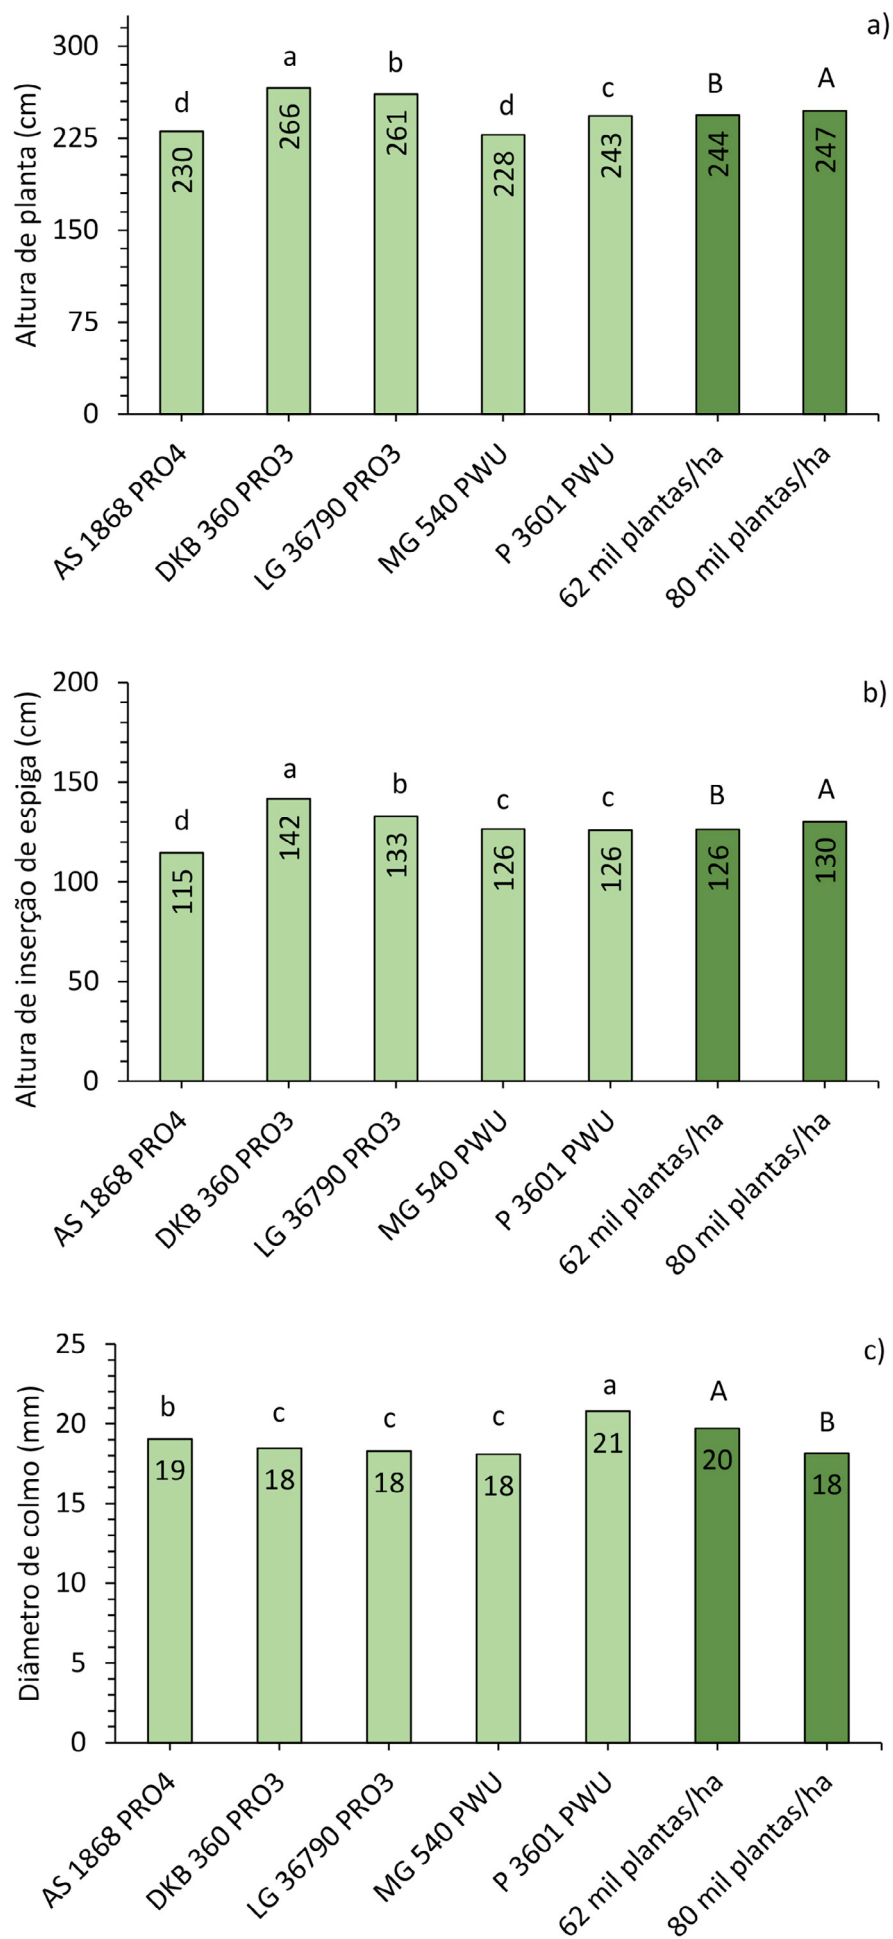 a)
Altura de planta (cm)
300
225
150
75
0
d
a
b
d
c
B
A
230
266
261
228
243
244
247
AS 1868 PRO4
DKB 360 PRO3
LG 36790 PRO3
MG 540 PWU
P 3601 PWU
62 mil plantas/ha
80 mil plantas/ha
b)
Altura de inserção de espiga (cm)
200
150
100
50
0
d
a
b
c
c
B
A
115
142
133
126
126
126
130
AS 1868 PRO4
DKB 360 PRO3
LG 36790 PRO3
MG 540 PWU
P 3601 PWU
62 mil plantas/ha
80 mil plantas/ha
c)
Diâmetro de colmo (mm)
25
20
15
10
5
0
b
c
c
c
a
A
B
19
18
18
18
21
20
18
AS 1868 PRO4
DKB 360 PRO3
LG 36790 PRO3
MG 540 PWU
P 3601 PWU
62 mil plantas/ha
80 mil plantas/ha